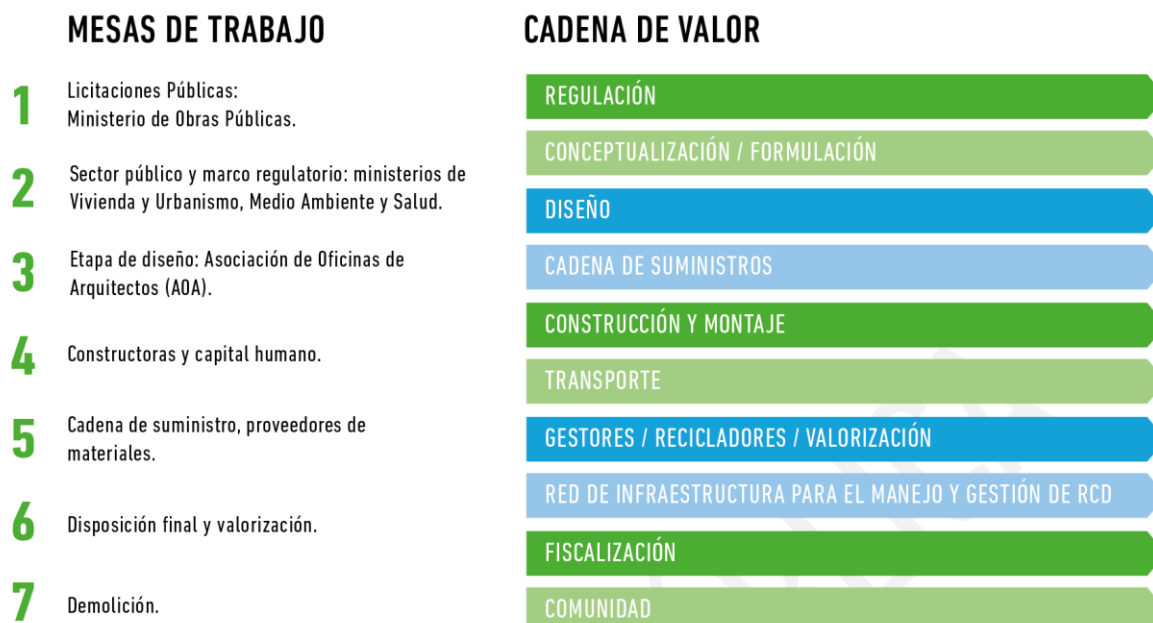 MESAS DE TRABAJO
1
Licitaciones Públicas:
Ministerio de Obras Públicas.
2
Sector público y marco regulatorio: ministerios de
Vivienda y Urbanismo, Medio Ambiente y Salud.
3
Etapa de diseño: Asociación de Oficinas de
Arquitectos (AOA).
4
Constructoras y capital humano.
5
Cadena de suministro, proveedores de
materiales.
6
Disposición final y valorización.
7
Demolición.
CADENA DE VALOR
REGULACIÓN
CONCEPTUALIZACIÓN / FORMULACIÓN
DISEÑO
CADENA DE SUMINISTROS
CONSTRUCCIÓN Y MONTAJE
TRANSPORTE
GESTORES / RECICLADORES / VALORIZACIÓN
RED DE INFRAESTRUCTURA PARA EL MANEJO Y GESTIÓN DE RCD
FISCALIZACIÓN
COMUNIDAD